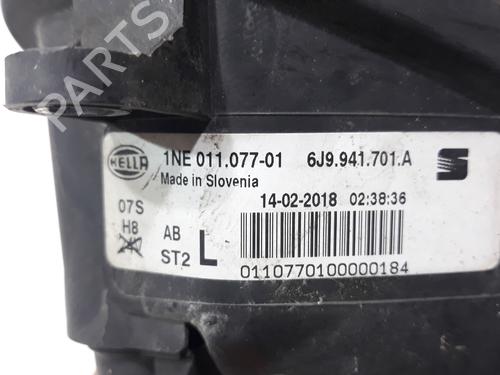 PARTS
HELLA
1NE 011.077-01 6J9.941.701.A
Made in Slovenia
14-02-2018 02:38:36
07S
H8
AB
ST2 L
0110770100000184